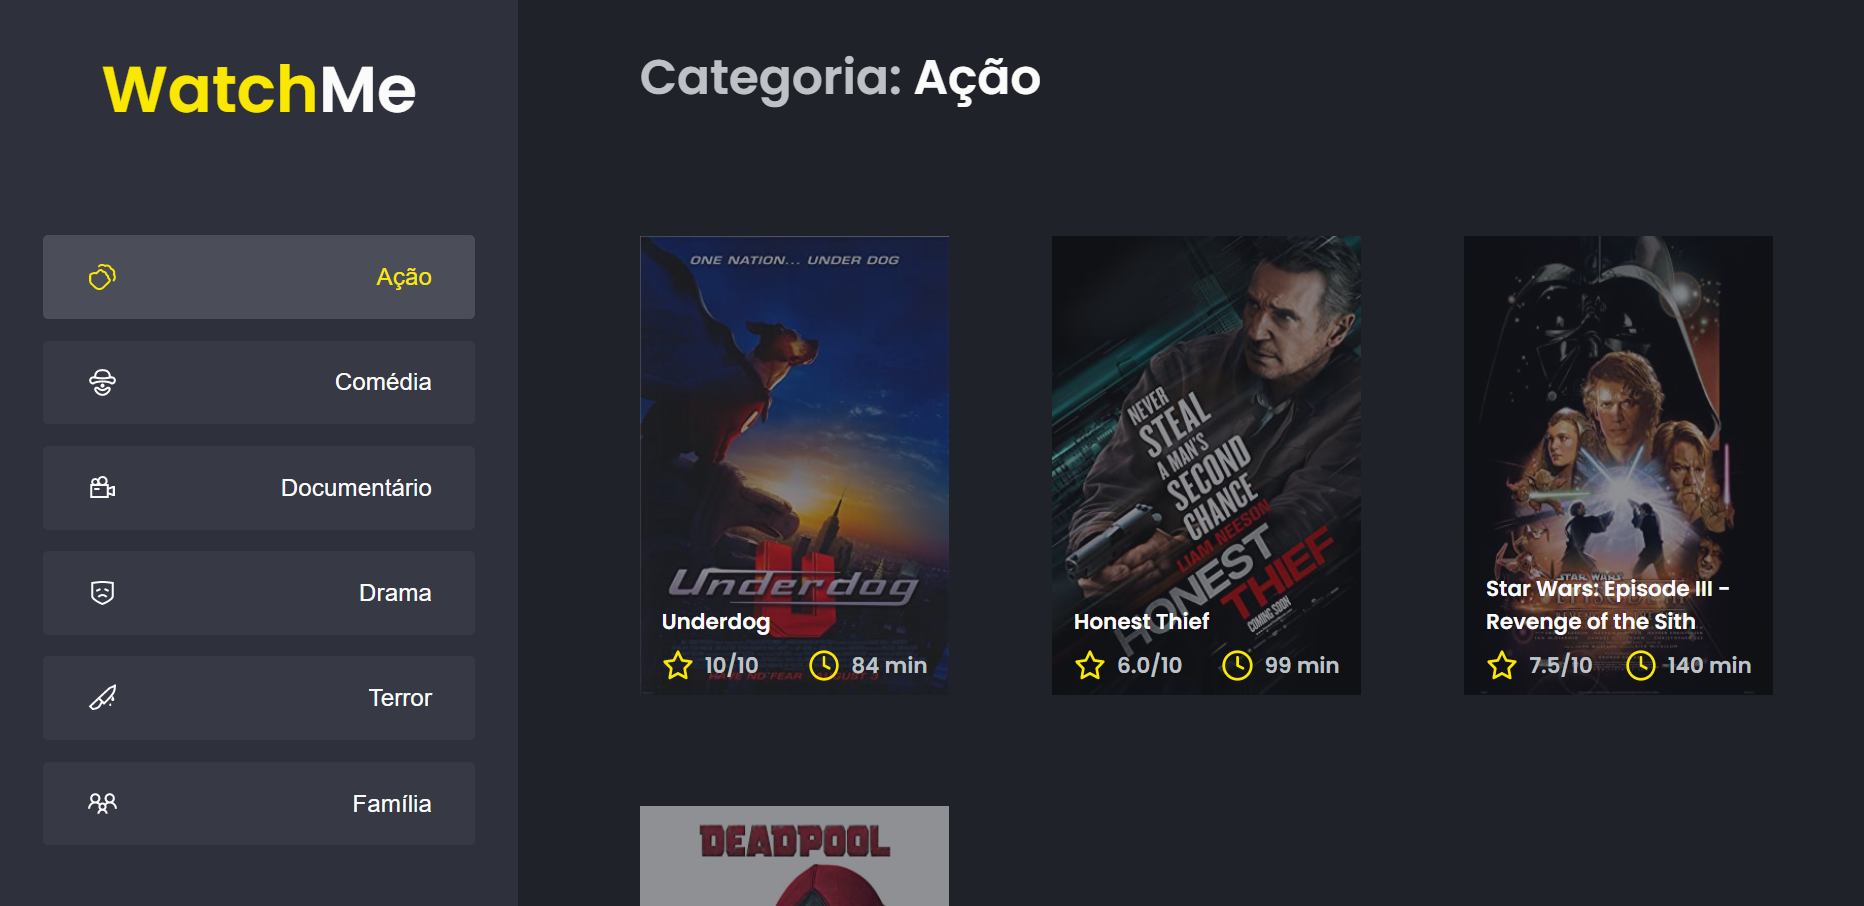 WatchMe
Ação
Comédia
Documentário
Drama
Terror
Família
Categoria: Ação
ONE NATION... UNDER DOG
Underdog
Underdog
10/10 84 min
NEVER
STEAL
A MAN'S
SECOND
CHANCE
LIAM NEESON
HONEST
THIEF
COMING SOON
Honest Thief
6.0/10 99 min
STAR WARS
Star Wars: Episode III -
Revenge of the Sith
7.5/10 140 min
DEADPOOL